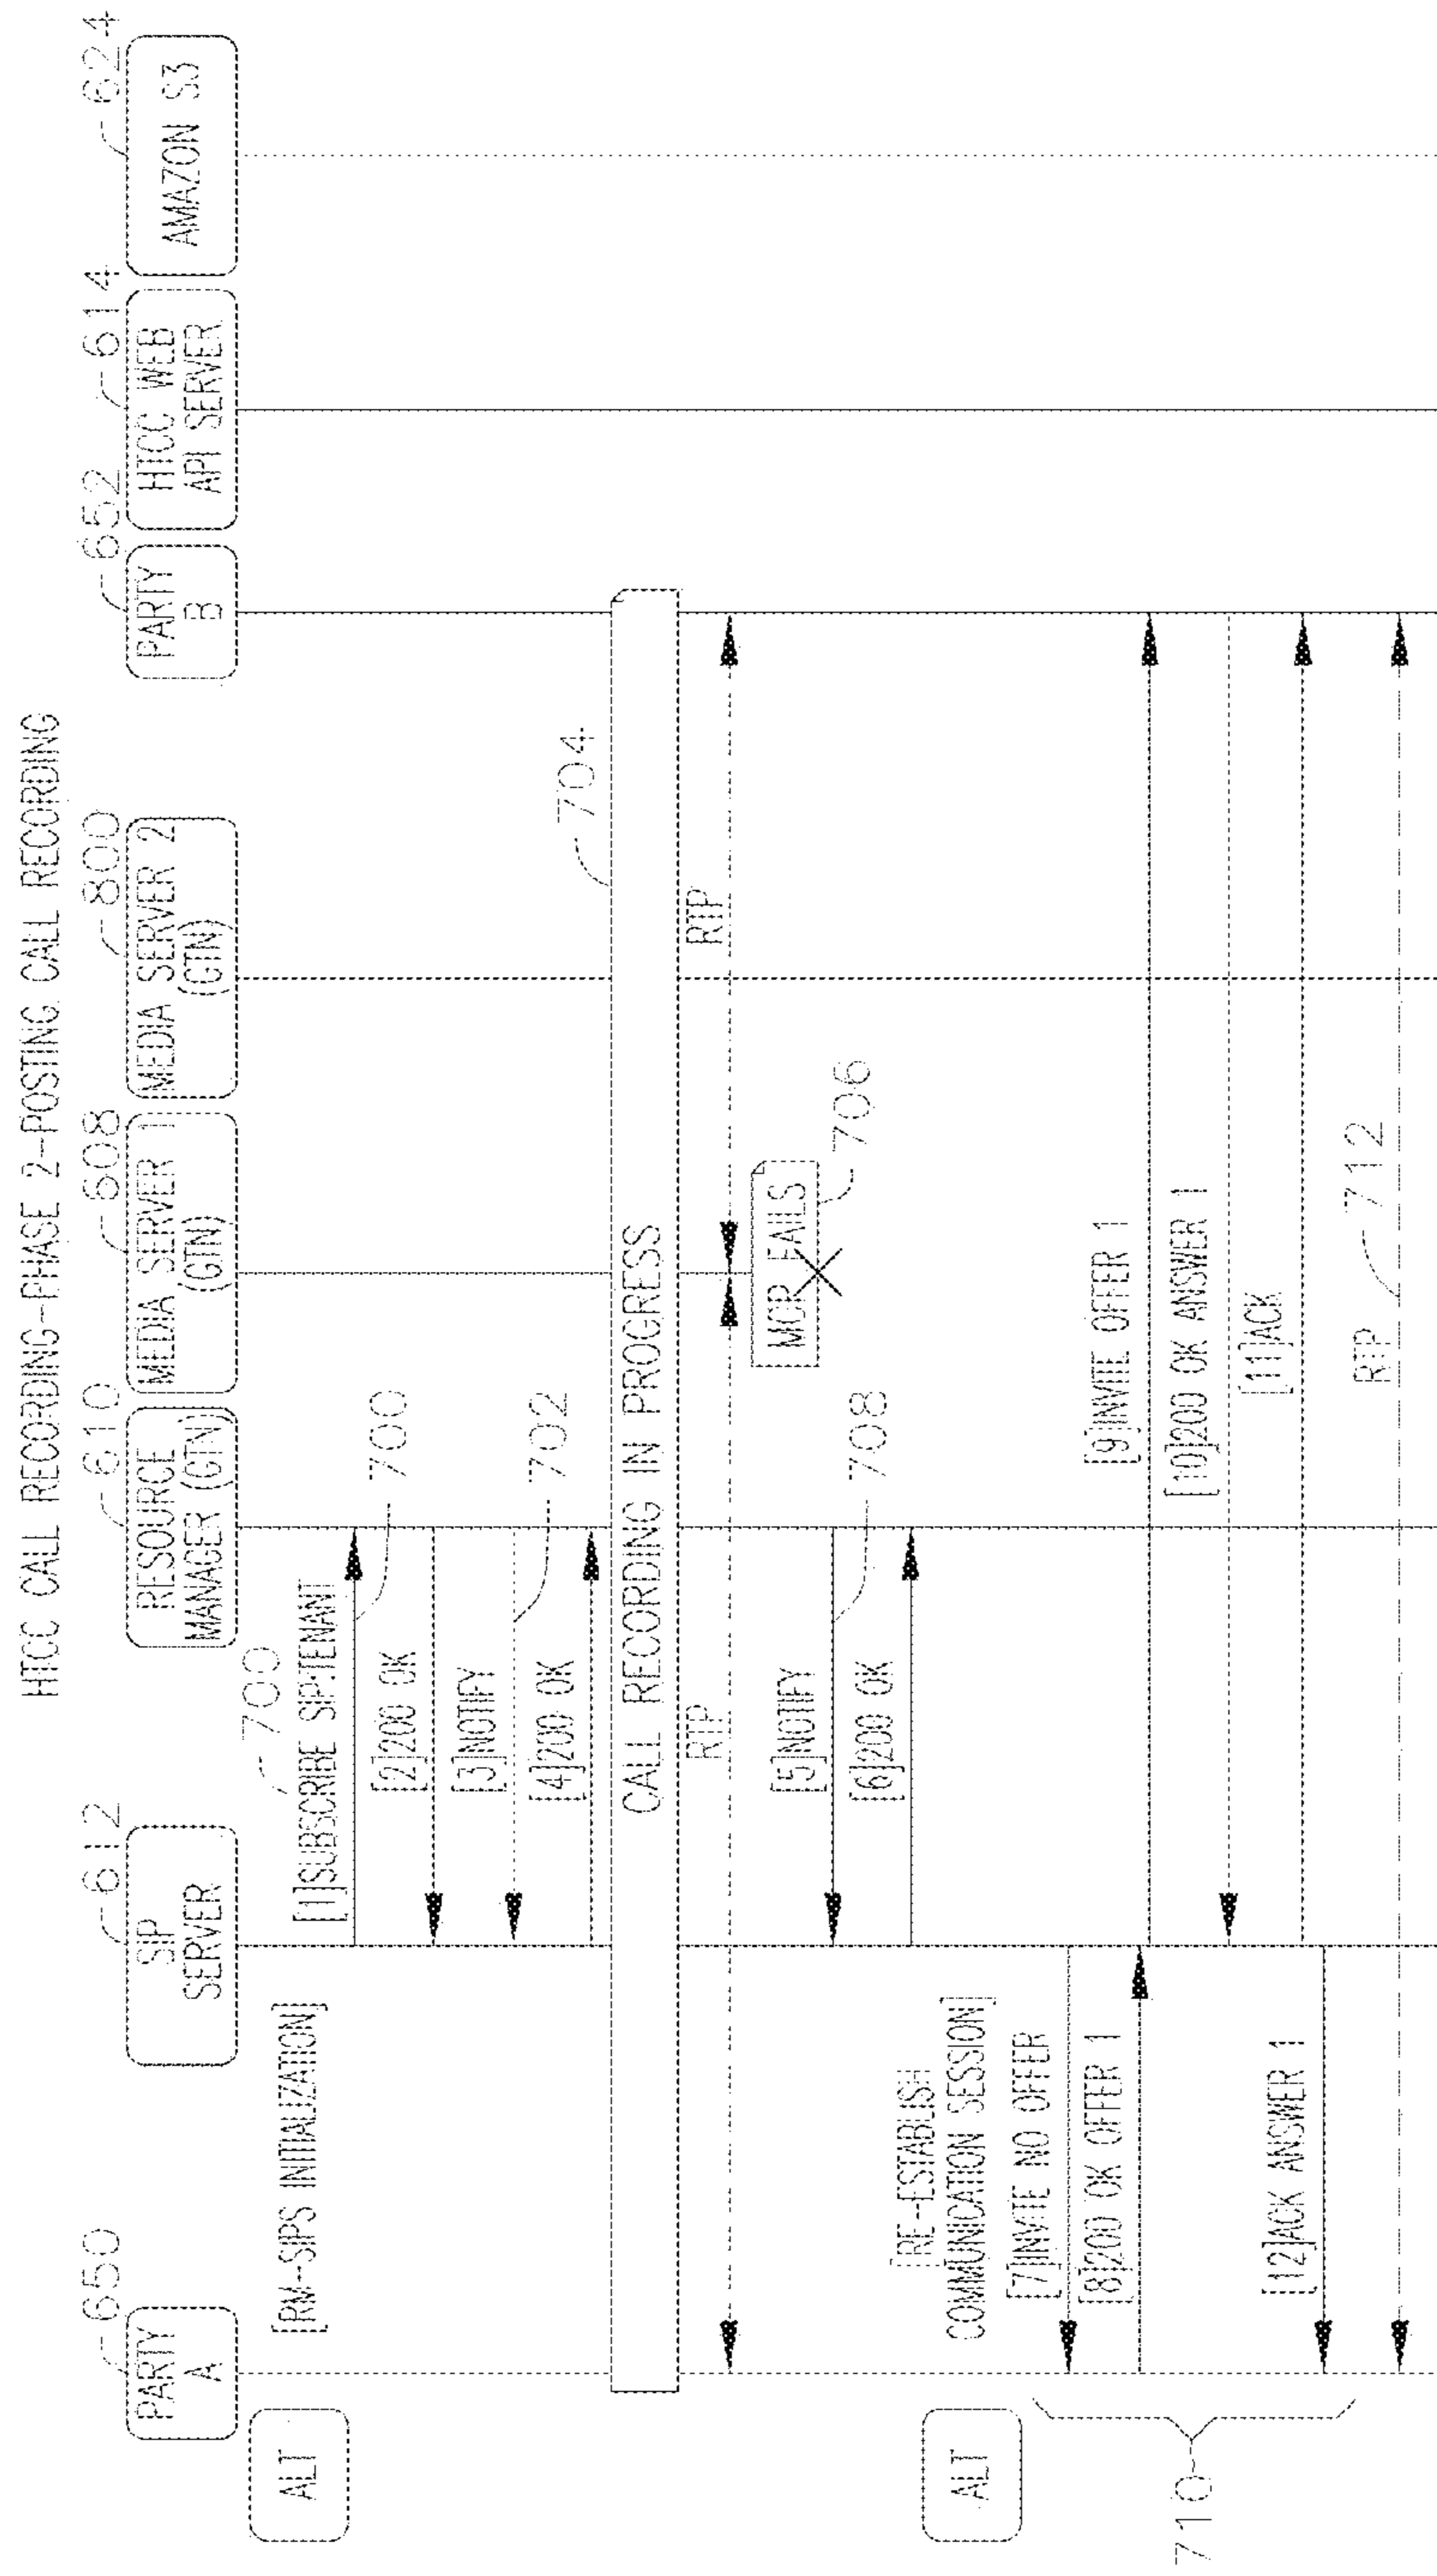 HTCC CALL RECORDING-PHASE 2-POSTING CALL RECORDING
650
612
610
608
800
652
614
624
PARTY
A
SIP
SERVER
RESOURCE
MANAGER (GTN)
MEDIA SERVER 1
(GTN)
MEDIA SERVER 2
(GTN)
PARTY
B
HTCC WEB
API SERVER
AMAZON S3
ALT
[RM-SIPS INITIALIZATION]
700
[1]SUBSCRIBE SIP:TENANT
700
[2]200 OK
[3]NOTIFY
702
[4]200 OK
704
CALL RECORDING IN PROGRESS
RTP
RTP
MCP FAILS
706
[5]NOTIFY
708
[6]200 OK
ALT
[RE-ESTABLISH
COMMUNICATION SESSION]
[7]INVITE NO OFFER
[8]200 OK OFFER 1
[9]INVITE OFFER 1
[10]200 OK ANSWER 1
[11]ACK
[12]ACK ANSWER 1
710
RTP
712